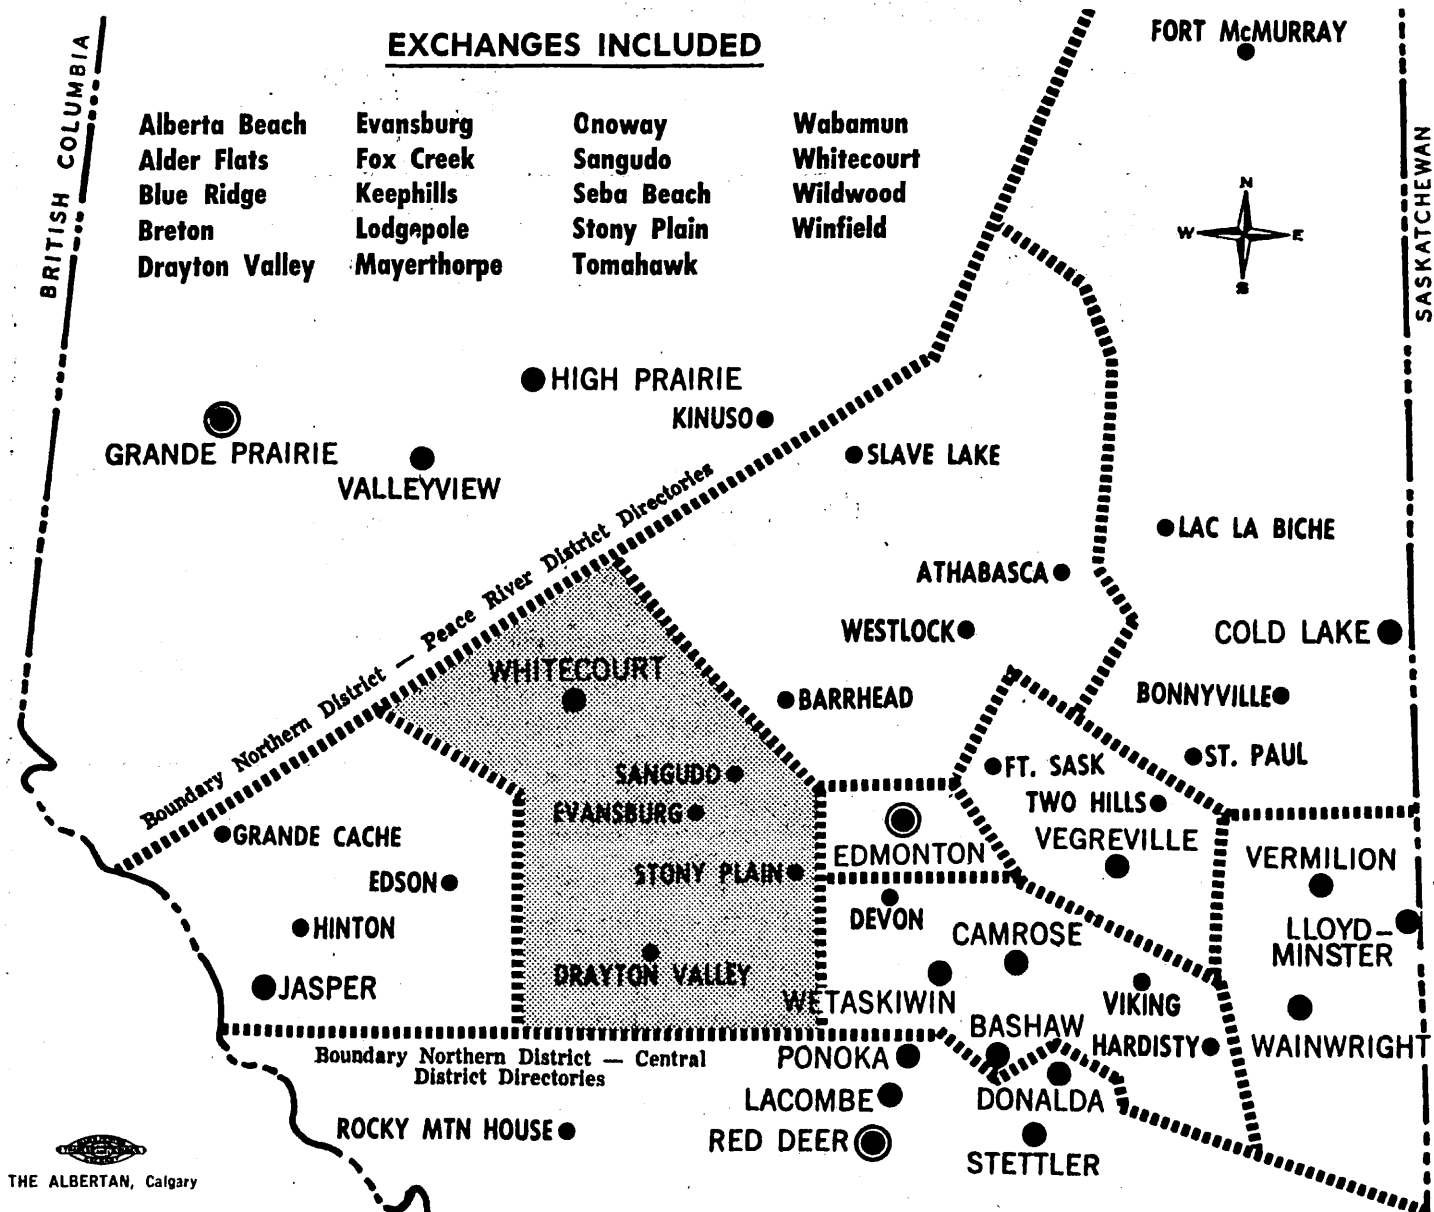 EXCHANGES INCLUDED
FORT McMURRAY
BRITISH COLUMBIA
SASKATCHEWAN
Alberta Beach
Alder Flats
Blue Ridge
Breton
Drayton Valley
Evansburg
Fox Creek
Keephills
Lodgepole
Mayerthorpe
Onoway
Sangudo
Seba Beach
Stony Plain
Tomahawk
Wabamun
Whitecourt
Wildwood
Winfield
N
W E
S
HIGH PRAIRIE
KINUSO
GRANDE PRAIRIE
VALLEYVIEW
SLAVE LAKE
Boundary Northern District — Peace River District Directories
LAC LA BICHE
ATHABASCA
WESTLOCK
COLD LAKE
WHITECOURT
BARRHEAD
BONNYVILLE
ST. PAUL
SANGUDO
FT. SASK
EVANSBURG
TWO HILLS
GRANDE CACHE
VEGREVILLE
EDMONTON
VERMILION
STONY PLAIN
EDSON
DEVON
HINTON
CAMROSE
LLOYD-
MINSTER
DRAYTON VALLEY
JASPER
WETASKIWIN
VIKING
BASHAW
HARDISTY
WAINWRIGHT
Boundary Northern District — Central
District Directories
PONOKA
LACOMBE
DONALDA
ROCKY MTN HOUSE
RED DEER
STETTLER
THE ALBERTAN, Calgary